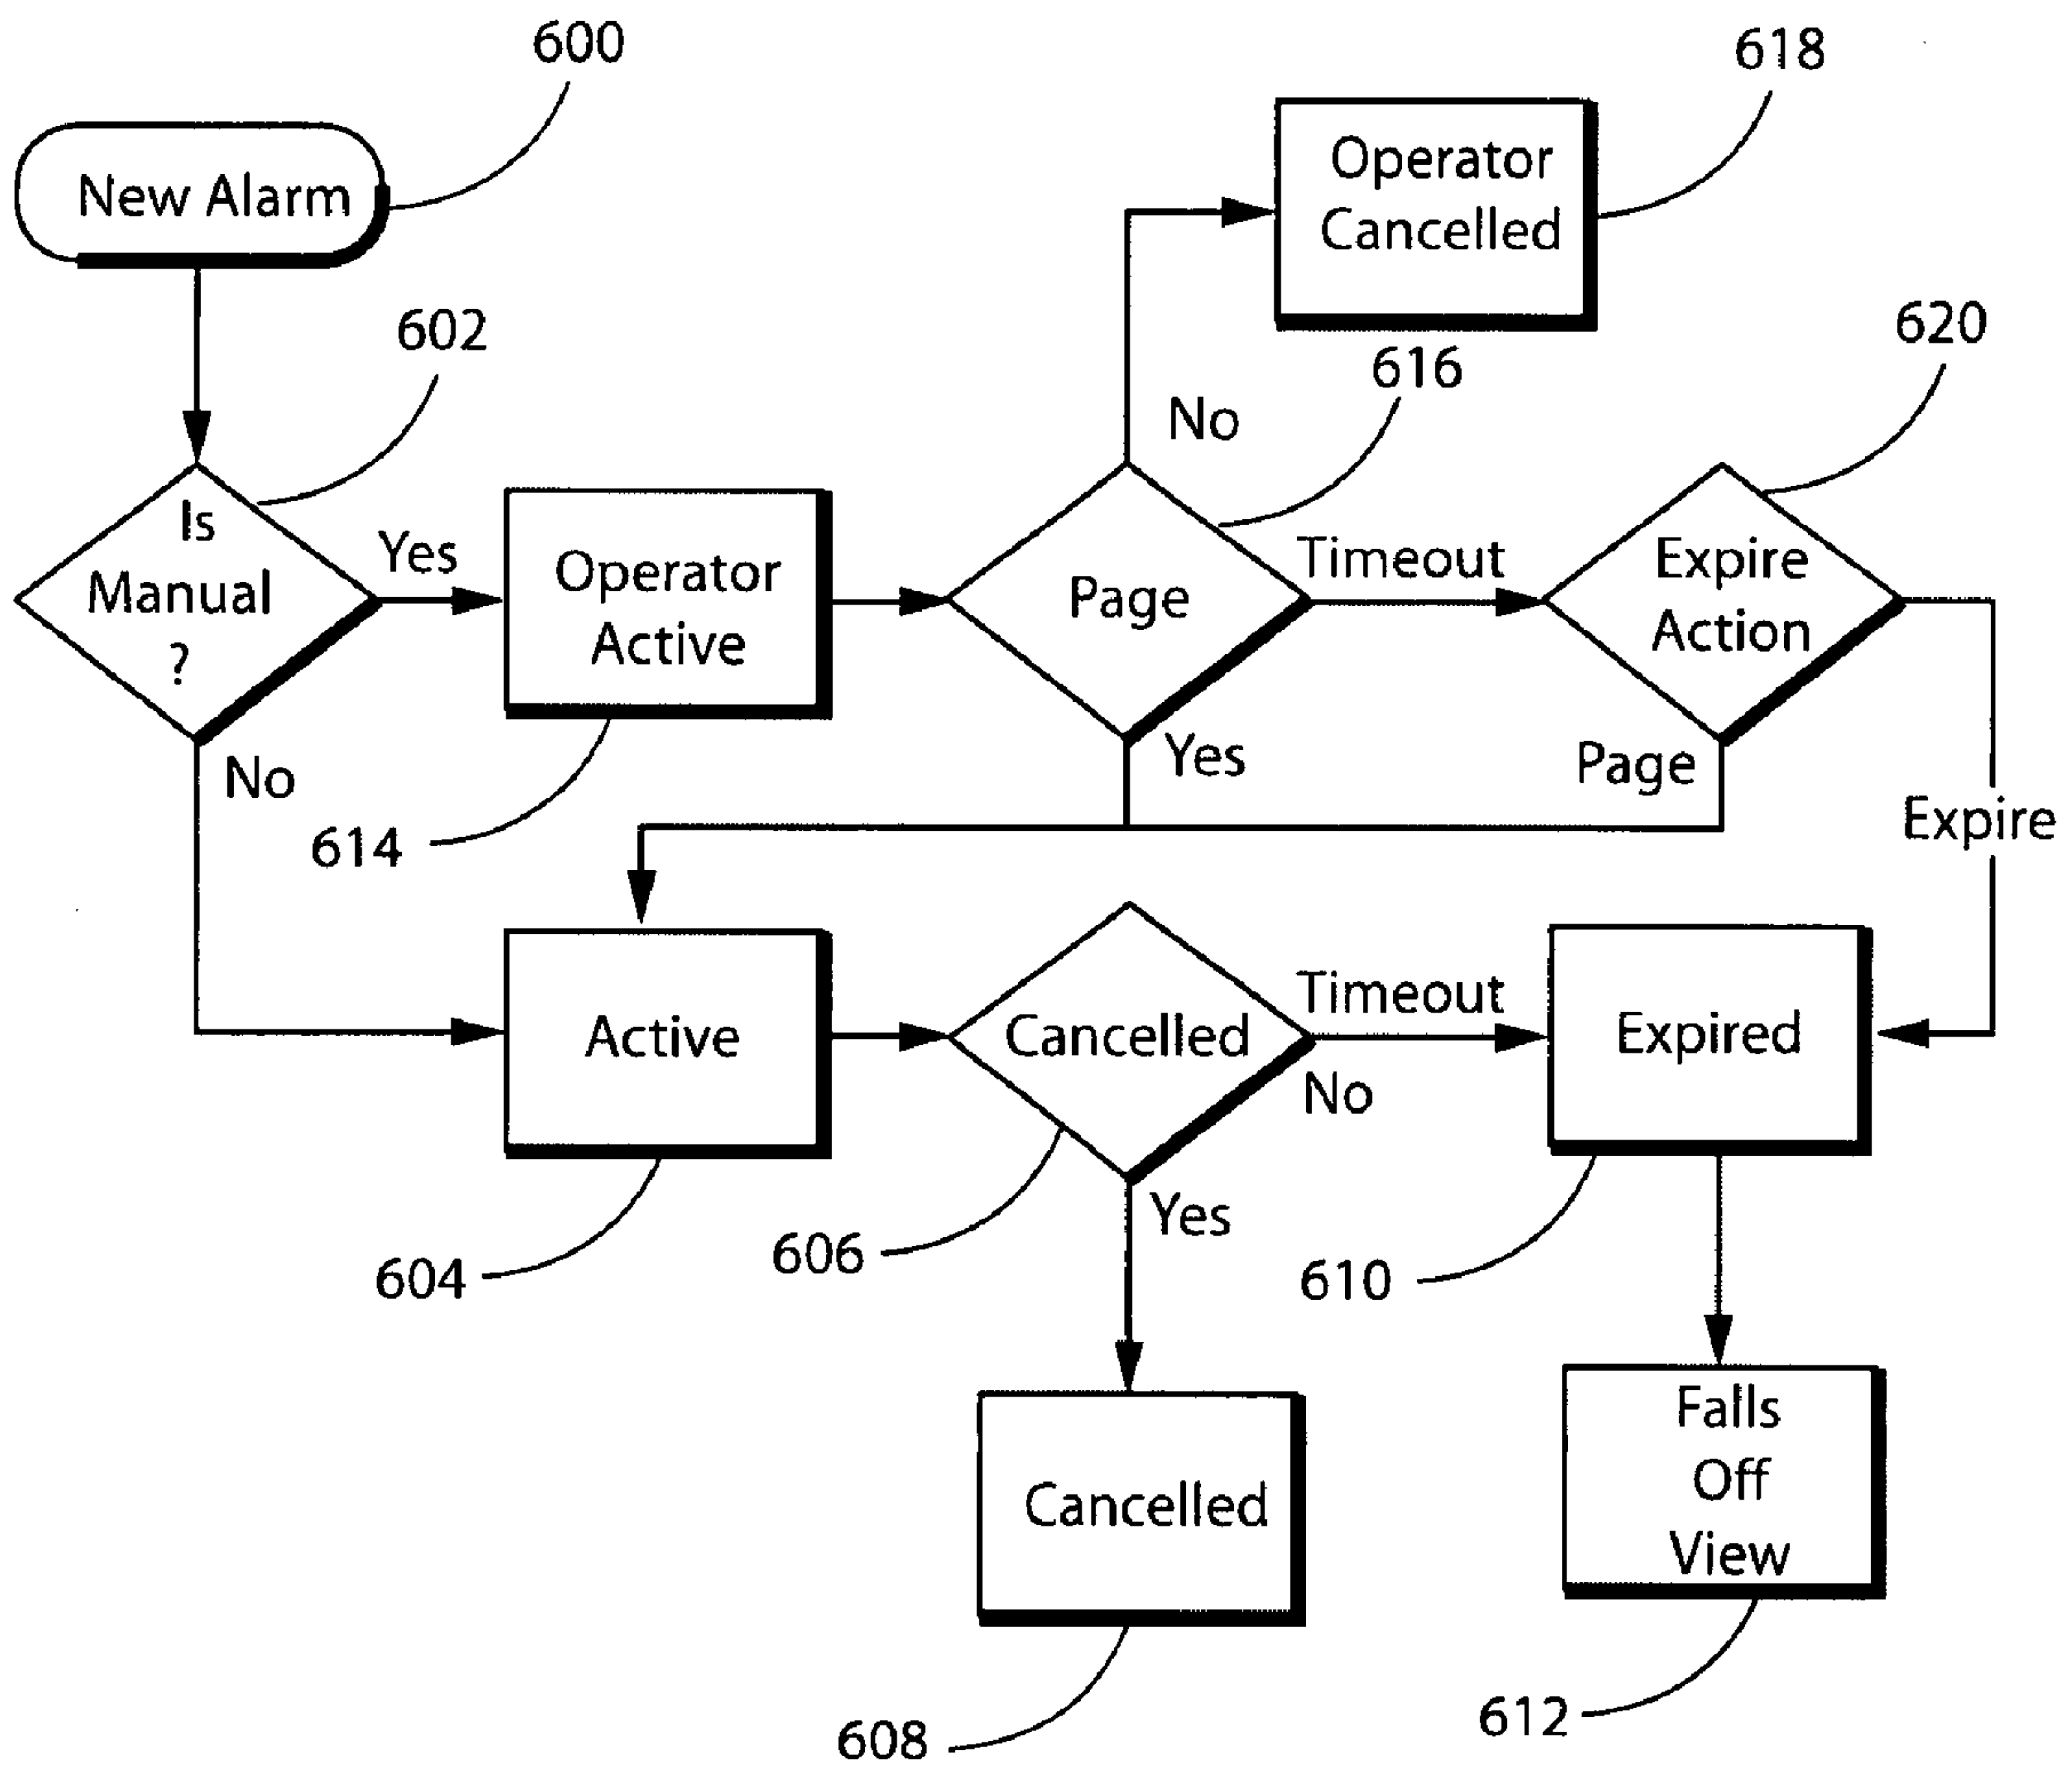 600
618
New Alarm
Operator
Cancelled
602
620
616
No
Is
Manual
?
Yes
Operator
Active
Page
Timeout
Expire
Action
No
Yes
Page
Expire
614
Active
Cancelled
Timeout
No
Expired
Yes
604
606
610
Cancelled
Falls
Off
View
608
612